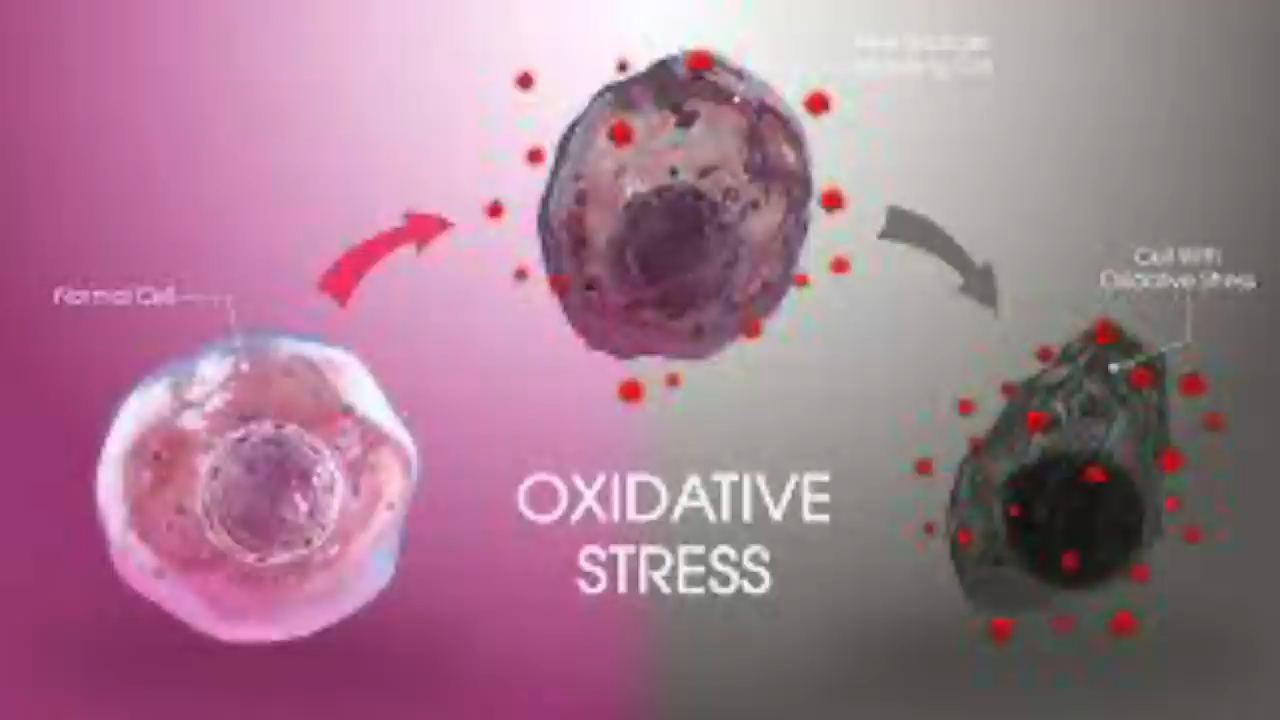 Normal Cell
Cell With
Oxidative Stress
OXIDATIVE
STRESS